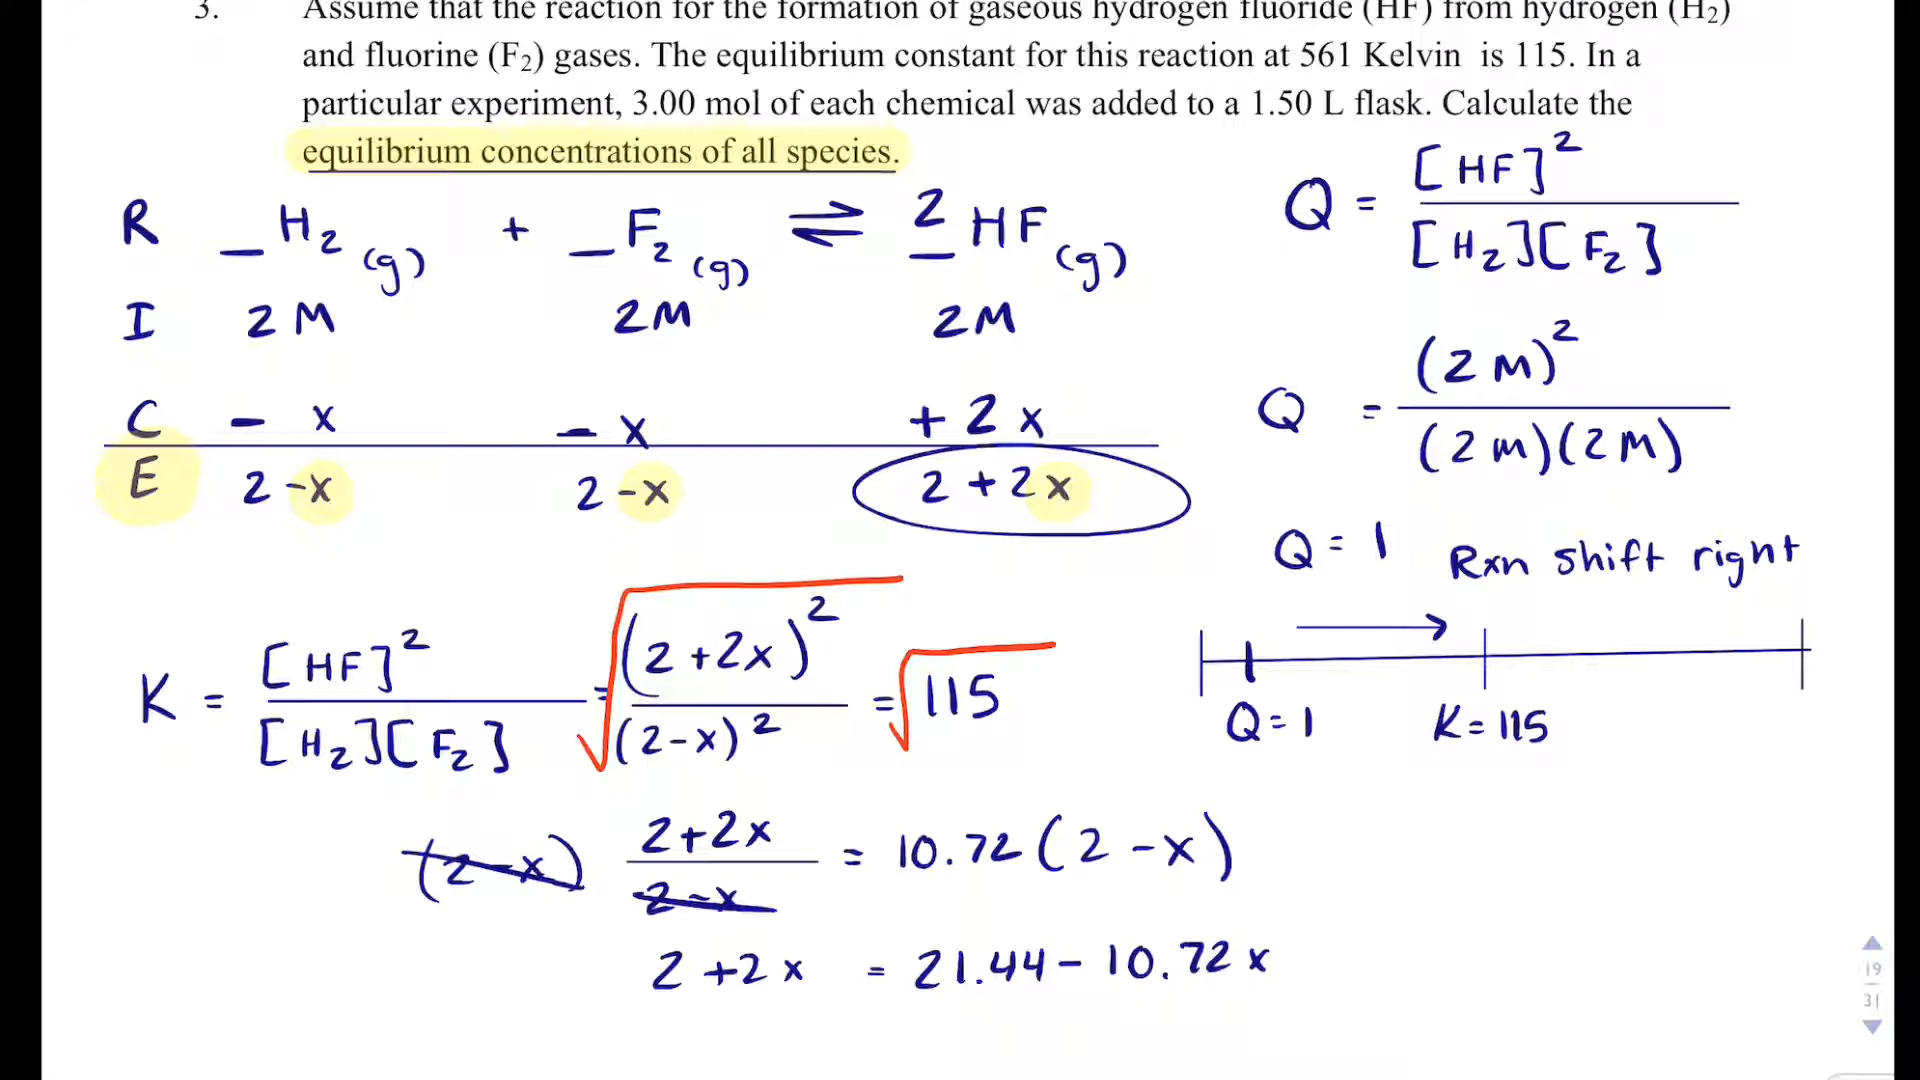 3. Assume that the reaction for the formation of gaseous hydrogen fluoride (HF) from hydrogen (H₂)
and fluorine (F₂) gases. The equilibrium constant for this reaction at 561 Kelvin is 115. In a
particular experiment, 3.00 mol of each chemical was added to a 1.50 L flask. Calculate the
equilibrium concentrations of all species.
R _H₂ (g) + _F₂ (g) ⇌ 2 HF (g)
I 2M 2M 2M
C - x - x + 2x
E 2 -x 2 -x 2 + 2x
Q = [HF]² / [H₂][F₂]
Q = (2M)² / (2M)(2M)
Q = 1 Rxn shift right
Q = 1 K = 115
K = [HF]² / [H₂][F₂] = √((2+2x)² / (2-x)²) = √115
(2-x) 2+2x / 2-x = 10.72(2-x)
2+2x = 21.44 - 10.72x
19
31